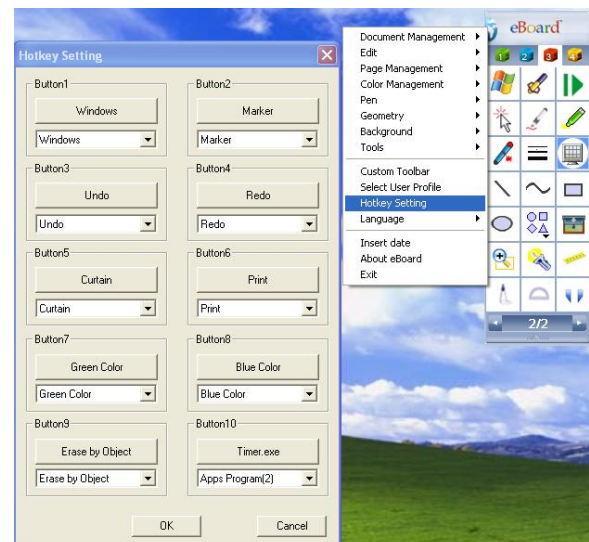 Hotkey Setting
Button1
Windows
Windows
Button2
Marker
Marker
Button3
Undo
Undo
Button4
Redo
Redo
Button5
Curtain
Curtain
Button6
Print
Print
Button7
Green Color
Green Color
Button8
Blue Color
Blue Color
Button9
Erase by Object
Erase by Object
Button10
Timer.exe
Apps Program(2)
OK
Cancel
Document Management
Edit
Page Management
Color Management
Pen
Geometry
Background
Tools
Custom Toolbar
Select User Profile
Hotkey Setting
Language
Insert date
About eBoard
Exit
eBoard
1 2 3 4
2/2